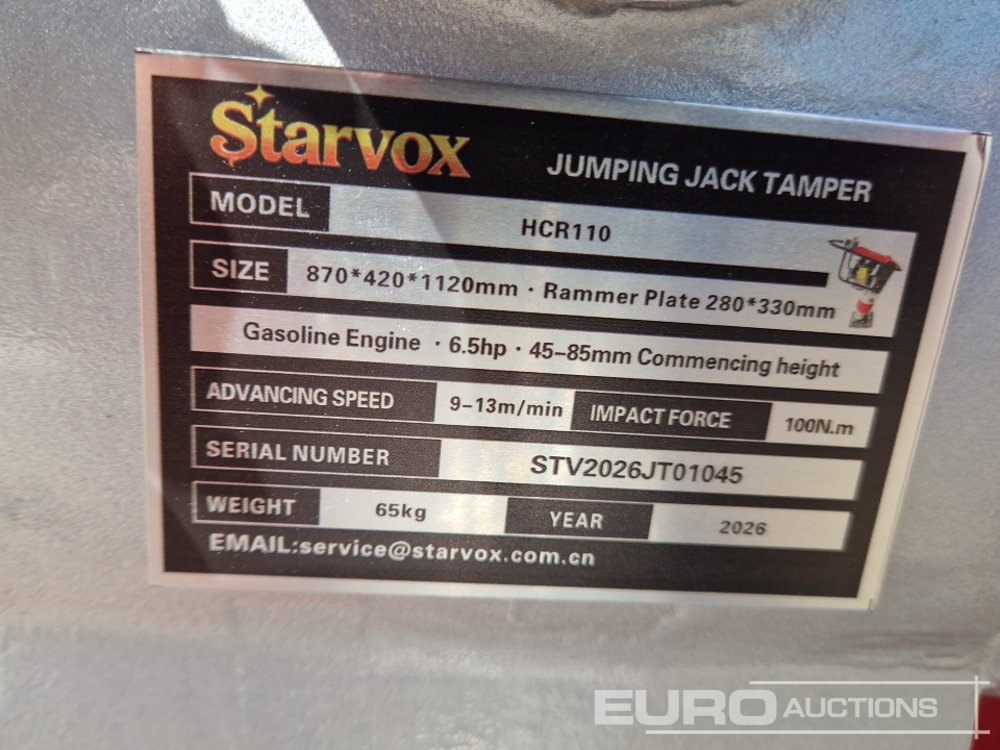 Starvox JUMPING JACK TAMPER
MODEL HCR110
SIZE 870*420*1120mm · Rammer Plate 280*330mm
Gasoline Engine · 6.5hp · 45-85mm Commencing height
ADVANCING SPEED 9-13m/min IMPACT FORCE 100N.m
SERIAL NUMBER STV2026JT01045
WEIGHT 65kg YEAR 2026
EMAIL:service@starvox.com.cn
EURO AUCTIONS